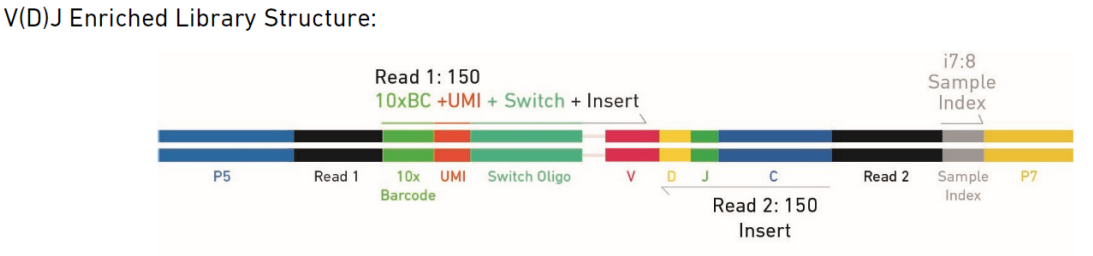 V(D)J Enriched Library Structure:
i7:8
Sample
Index
Read 1: 150
10xBC +UMI + Switch + Insert
P5 Read 1 10x UMI Switch Oligo V D J C Read 2 Sample P7
Barcode Index
Read 2: 150
Insert